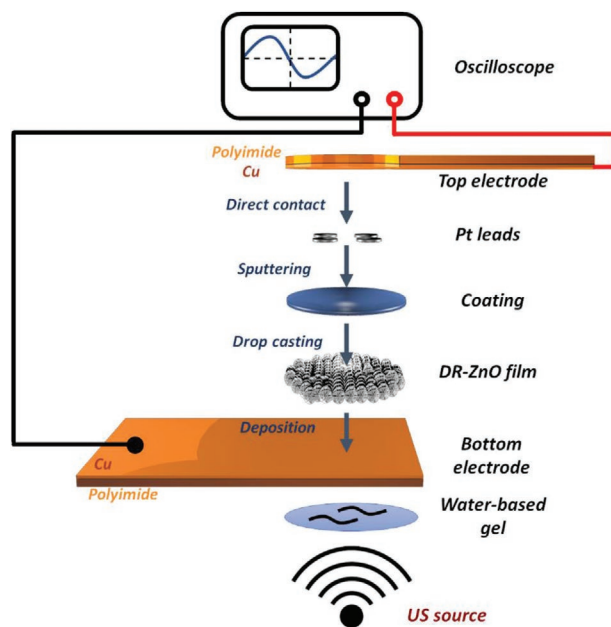 Oscilloscope
Polyimide
Cu
Top electrode
Direct contact
Pt leads
Sputtering
Coating
Drop casting
DR-ZnO film
Deposition
Cu
Bottom
electrode
Polyimide
Water-based
gel
US source